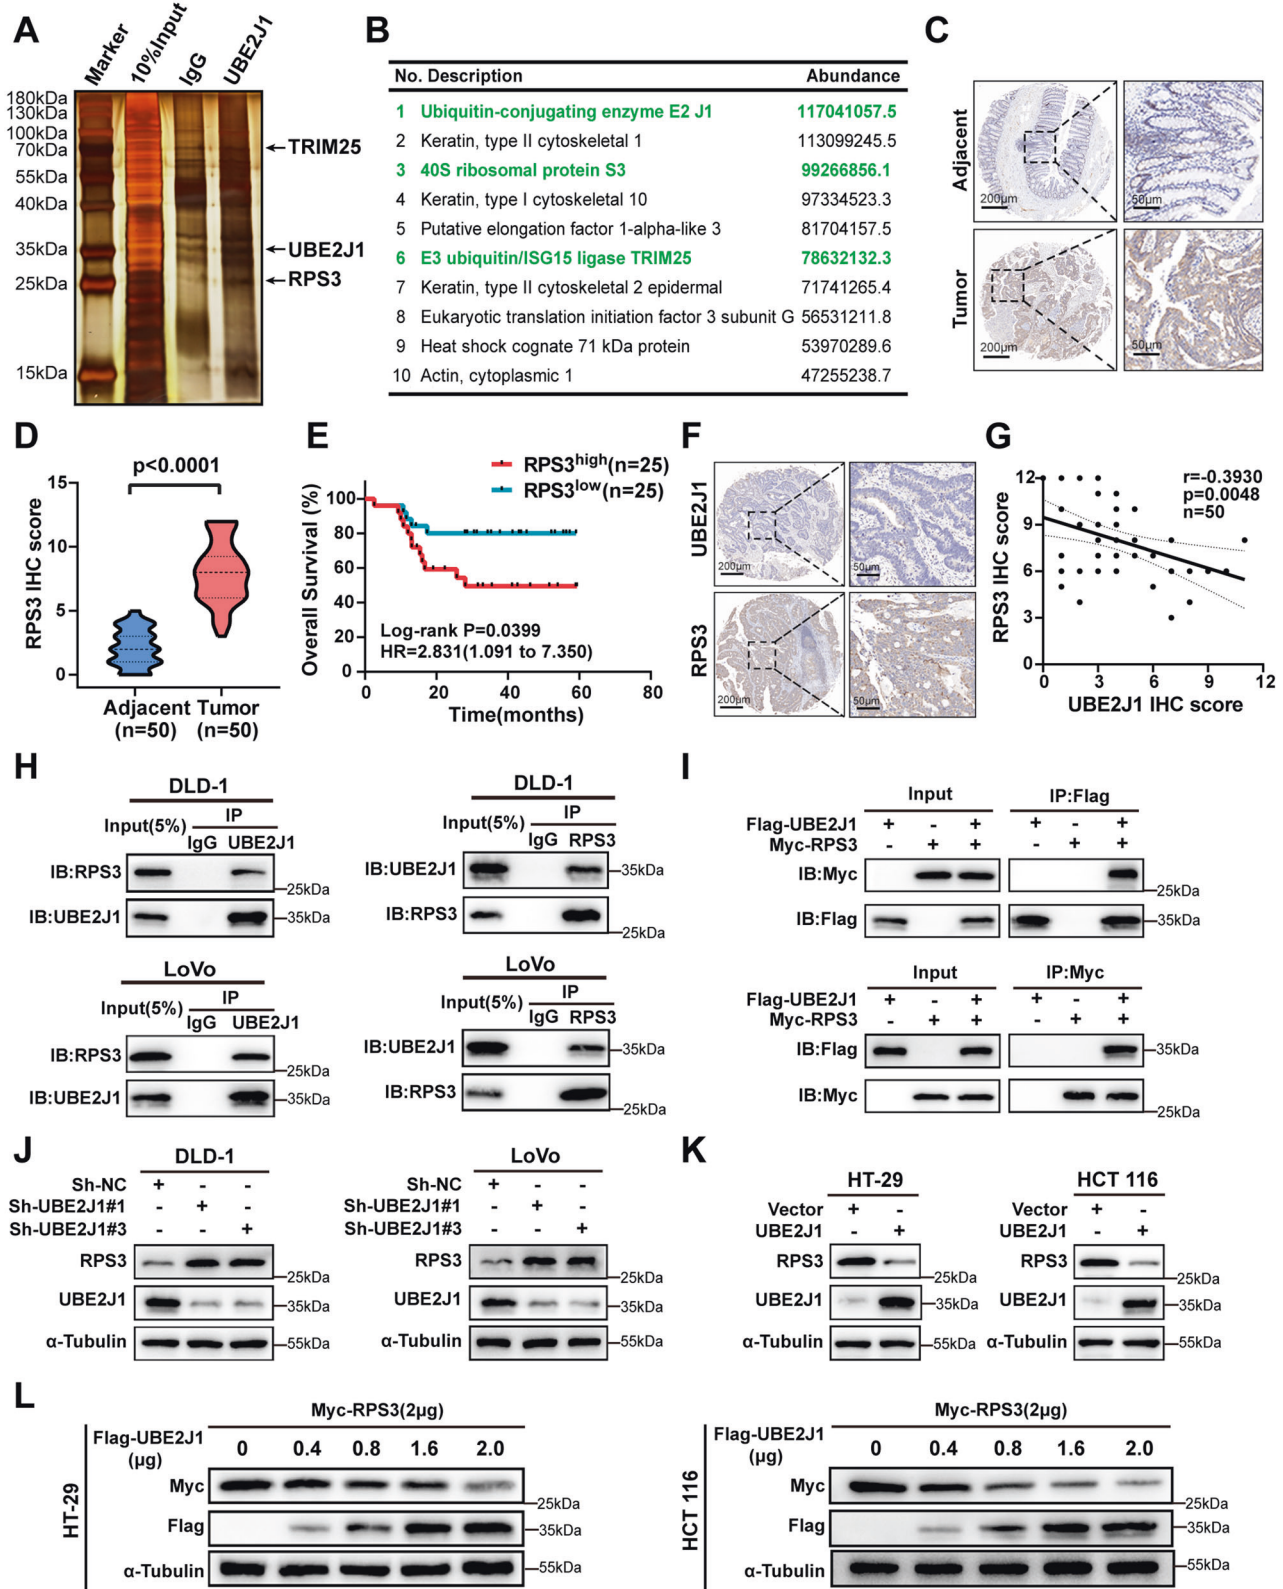 A
Marker
10%Input
IgG
UBE2J1
180kDa
130kDa
100kDa
70kDa
55kDa
40kDa
35kDa
25kDa
15kDa
TRIM25
UBE2J1
RPS3
B
No. Description Abundance
1 Ubiquitin-conjugating enzyme E2 J1 117041057.5
2 Keratin, type II cytoskeletal 1 113099245.5
3 40S ribosomal protein S3 99266856.1
4 Keratin, type I cytoskeletal 10 97334523.3
5 Putative elongation factor 1-alpha-like 3 81704157.5
6 E3 ubiquitin/ISG15 ligase TRIM25 78632132.3
7 Keratin, type II cytoskeletal 2 epidermal 71741265.4
8 Eukaryotic translation initiation factor 3 subunit G 56531211.8
9 Heat shock cognate 71 kDa protein 53970289.6
10 Actin, cytoplasmic 1 47255238.7
C
Adjacent
200μm
50μm
Tumor
200μm
50μm
D
p<0.0001
RPS3 IHC score
15
10
5
0
Adjacent Tumor
(n=50) (n=50)
E
RPS3high(n=25)
RPS3low(n=25)
Overall Survival (%)
100
80
60
40
20
0
Log-rank P=0.0399
HR=2.831(1.091 to 7.350)
0 20 40 60 80
Time(months)
F
UBE2J1
200μm
50μm
RPS3
200μm
50μm
G
r=-0.3930
p=0.0048
n=50
RPS3 IHC score
12
9
6
3
0
0 3 6 9 12
UBE2J1 IHC score
H
DLD-1
Input(5%) IP
IgG UBE2J1
IB:RPS3
25kDa
IB:UBE2J1 35kDa
DLD-1
Input(5%) IP
IgG RPS3
IB:UBE2J1 35kDa
IB:RPS3
25kDa
LoVo
Input(5%) IP
IgG UBE2J1
IB:RPS3
25kDa
IB:UBE2J1 35kDa
LoVo
Input(5%) IP
IgG RPS3
IB:UBE2J1 35kDa
IB:RPS3
25kDa
I
Input IP:Flag
Flag-UBE2J1 + - + + - +
Myc-RPS3 - + + - + +
IB:Myc
25kDa
IB:Flag 35kDa
Input IP:Myc
Flag-UBE2J1 + - + + - +
Myc-RPS3 - + + - + +
IB:Flag 35kDa
IB:Myc
25kDa
J
DLD-1
Sh-NC + - -
Sh-UBE2J1#1 - + -
Sh-UBE2J1#3 - - +
RPS3
25kDa
UBE2J1 35kDa
α-Tubulin 55kDa
LoVo
Sh-NC + - -
Sh-UBE2J1#1 - + -
Sh-UBE2J1#3 - - +
RPS3
25kDa
UBE2J1 35kDa
α-Tubulin 55kDa
K
HT-29
Vector + -
UBE2J1 - +
RPS3
25kDa
UBE2J1 35kDa
α-Tubulin 55kDa
HCT 116
Vector + -
UBE2J1 - +
RPS3
25kDa
UBE2J1 35kDa
α-Tubulin 55kDa
L
HT-29
Myc-RPS3(2μg)
Flag-UBE2J1
(μg)
0 0.4 0.8 1.6 2.0
Myc
25kDa
Flag 35kDa
α-Tubulin 55kDa
HCT 116
Myc-RPS3(2μg)
Flag-UBE2J1
(μg)
0 0.4 0.8 1.6 2.0
Myc
25kDa
Flag 35kDa
α-Tubulin 55kDa